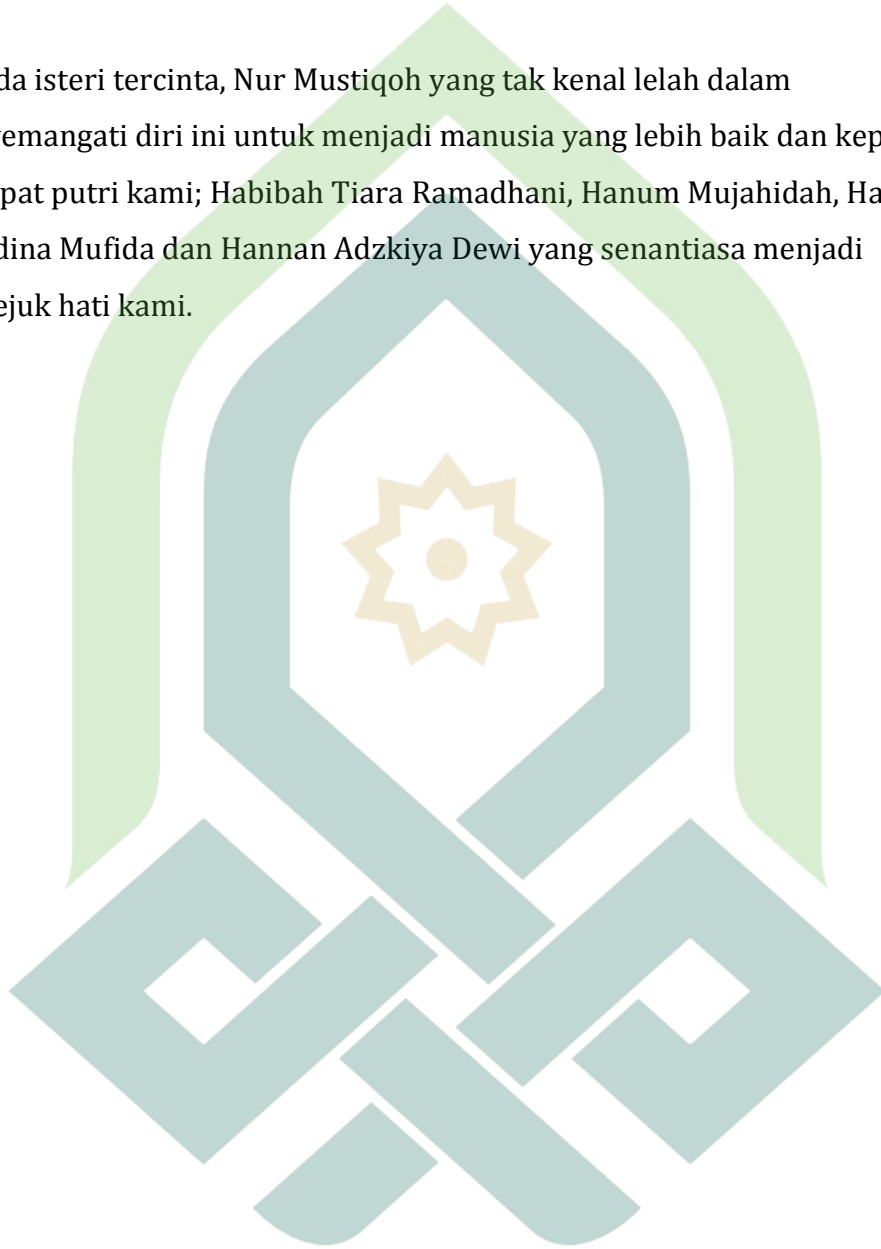 da isteri tercinta, Nur Mustiqoh yang tak kenal lelah dalam
emangati diri ini untuk menjadi manusia yang lebih baik dan kep
pat putri kami; Habibah Tiara Ramadhani, Hanum Mujahidah, Ha
dina Mufida dan Hannan Adzkiya Dewi yang senantiasa menjadi
ejuk hati kami.